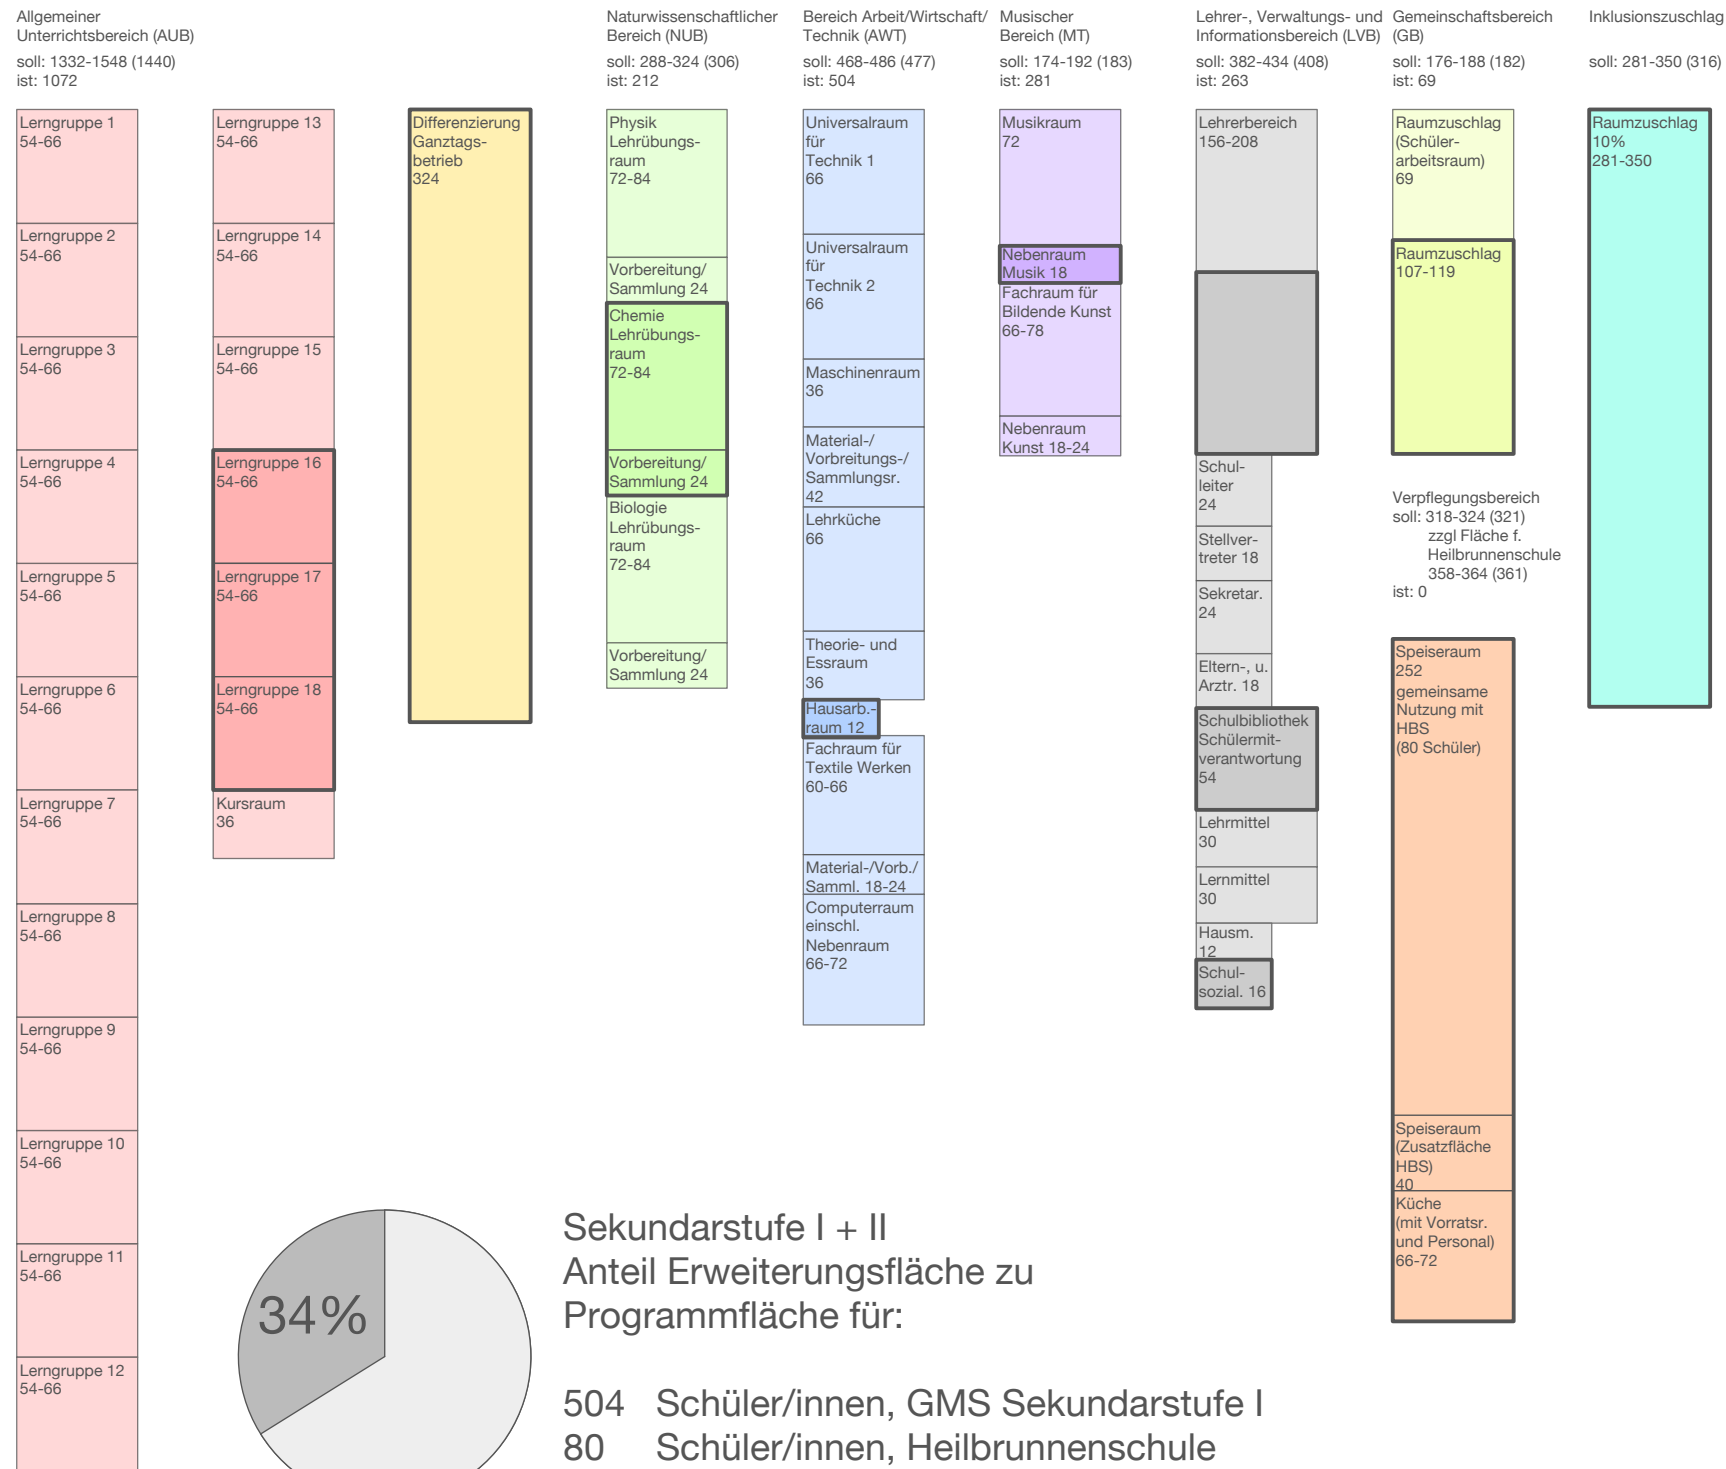 Allgemeiner
Unterrichtsbereich (AUB)
soll: 1332-1548 (1440)
ist: 1072
Lerngruppe 1
54-66
Lerngruppe 2
54-66
Lerngruppe 3
54-66
Lerngruppe 4
54-66
Lerngruppe 5
54-66
Lerngruppe 6
54-66
Lerngruppe 7
54-66
Lerngruppe 8
54-66
Lerngruppe 9
54-66
Lerngruppe 10
54-66
Lerngruppe 11
54-66
Lerngruppe 12
54-66
Lerngruppe 13
54-66
Lerngruppe 14
54-66
Lerngruppe 15
54-66
Lerngruppe 16
54-66
Lerngruppe 17
54-66
Lerngruppe 18
54-66
Kursraum
36
Differenzierung
Ganztags-
betrieb
324
Naturwissenschaftlicher
Bereich (NUB)
soll: 288-324 (306)
ist: 212
Physik
Lehrübungs-
raum
72-84
Vorbereitung/
Sammlung 24
Chemie
Lehrübungs-
raum
72-84
Vorbereitung/
Sammlung 24
Biologie
Lehrübungs-
raum
72-84
Vorbereitung/
Sammlung 24
Bereich Arbeit/Wirtschaft/
Technik (AWT)
soll: 468-486 (477)
ist: 504
Universalraum
für
Technik 1
66
Universalraum
für
Technik 2
66
Maschinenraum
36
Material-/
Vorbreitungs-/
Sammlungsr.
42
Lehrküche
66
Theorie- und
Essraum
36
Hausarb.-
raum 12
Fachraum für
Textile Werken
60-66
Material-/Vorb./
Samml. 18-24
Computerraum
einschl.
Nebenraum
66-72
Musischer
Bereich (MT)
soll: 174-192 (183)
ist: 281
Musikraum
72
Nebenraum
Musik 18
Fachraum für
Bildende Kunst
66-78
Nebenraum
Kunst 18-24
Lehrer-, Verwaltungs- und
Informationsbereich (LVB)
soll: 382-434 (408)
ist: 263
Lehrerbereich
156-208
Schul-
leiter
24
Stellver-
treter 18
Sekretar.
24
Eltern-, u.
Arztr. 18
Schulbibliothek
Schülermit-
verantwortung
54
Lehrmittel
30
Lernmittel
30
Hausm.
12
Schul-
sozial. 16
Gemeinschaftsbereich
(GB)
soll: 176-188 (182)
ist: 69
Raumzuschlag
(Schüler-
arbeitsraum)
69
Raumzuschlag
107-119
Verpflegungsbereich
soll: 318-324 (321)
zzgl Fläche f.
Heilbrunnenschule
358-364 (361)
ist: 0
Speiseraum
252
gemeinsame
Nutzung mit
HBS
(80 Schüler)
Speiseraum
(Zusatzfläche
HBS)
40
Küche
(mit Vorratsr.
und Personal)
66-72
Inklusionszuschlag
soll: 281-350 (316)
Raumzuschlag
10%
281-350
34%
Sekundarstufe I + II
Anteil Erweiterungsfläche zu
Programmfläche für:
504 Schüler/innen, GMS Sekundarstufe I
80 Schüler/innen, Heilbrunnenschule